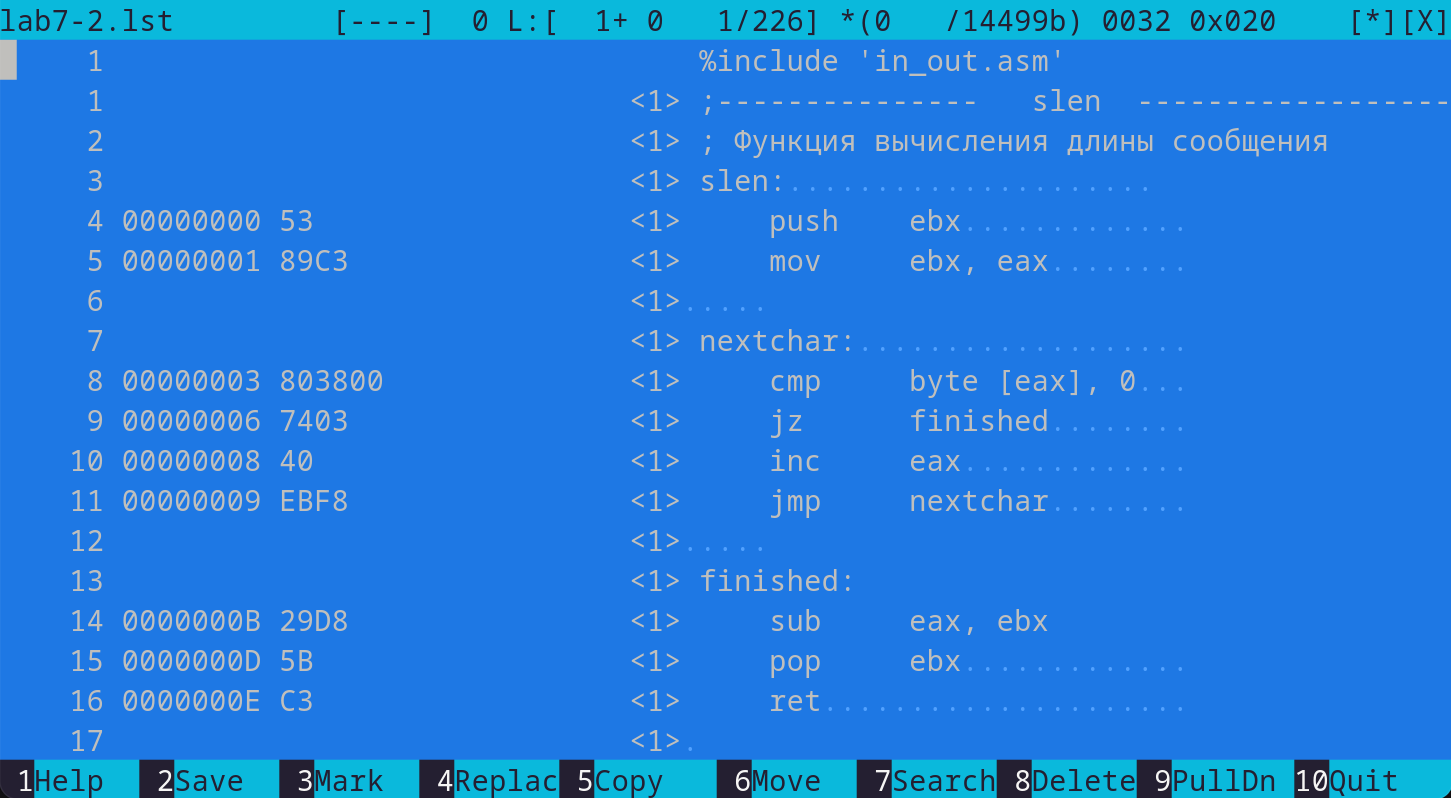 lab7-2.lst [----] 0 L:[ 1+ 0 1/226] *(0 /14499b) 0032 0x020 [*][X]
1 %include 'in_out.asm'
1 <1> ;--------------- slen ------------------
2 <1> ; Функция вычисления длины сообщения
3 <1> slen:.....................
4 00000000 53 <1> push ebx.............
5 00000001 89C3 <1> mov ebx, eax........
6 <1>.....
7 <1> nextchar:...................
8 00000003 803800 <1> cmp byte [eax], 0...
9 00000006 7403 <1> jz finished........
10 00000008 40 <1> inc eax.............
11 00000009 EBF8 <1> jmp nextchar........
12 <1>.....
13 <1> finished:
14 0000000B 29D8 <1> sub eax, ebx
15 0000000D 5B <1> pop ebx.............
16 0000000E C3 <1> ret.....................
17 <1>.
1Help 2Save 3Mark 4Replac 5Copy 6Move 7Search 8Delete 9PullDn 10Quit